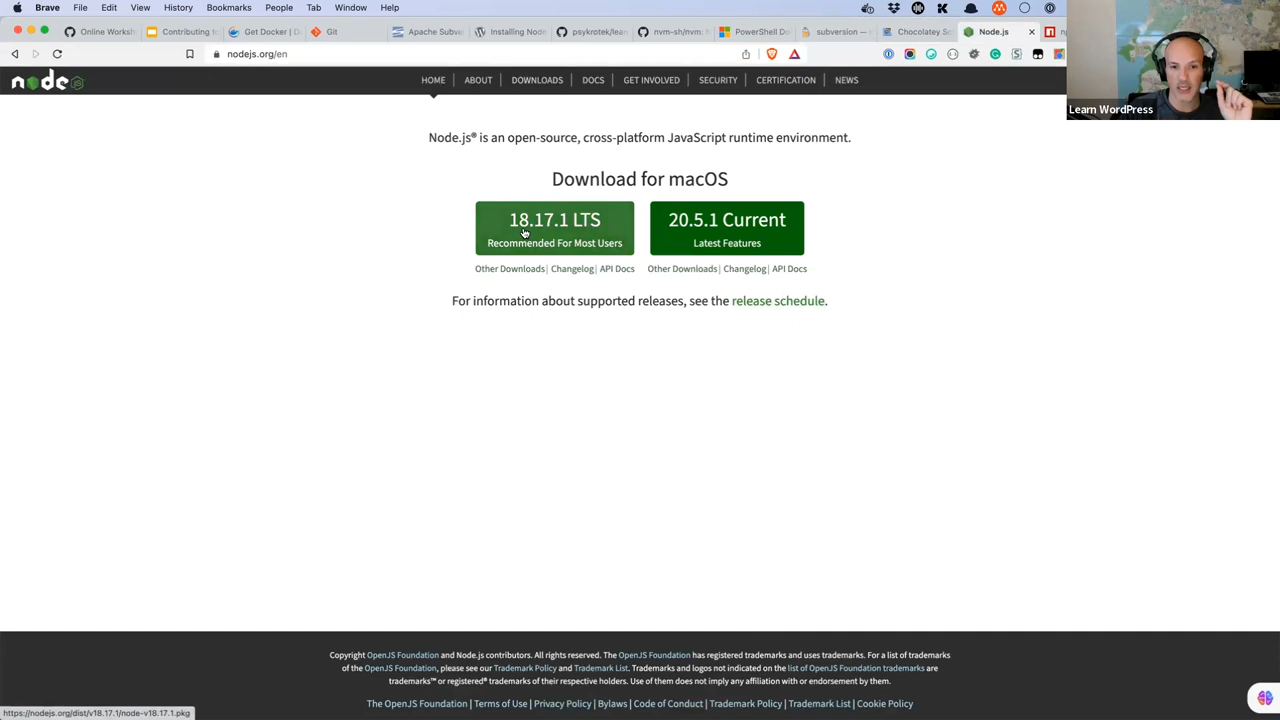 Brave File Edit View History Bookmarks People Tab Window Help
Online Worksh
Contributing to
Get Docker | D
Git
Apache Subve
Installing Node
psykrotek/lear
nvm-sh/nvm: N
PowerShell Do
subversion —
Chocolatey So
Node.js
nodejs.org/en
node
HOME | ABOUT | DOWNLOADS | DOCS | GET INVOLVED | SECURITY | CERTIFICATION | NEWS
Learn WordPress
Node.js® is an open-source, cross-platform JavaScript runtime environment.
Download for macOS
18.17.1 LTS
Recommended For Most Users
20.5.1 Current
Latest Features
Other Downloads | Changelog | API Docs
Other Downloads | Changelog | API Docs
For information about supported releases, see the release schedule.
Copyright OpenJS Foundation and Node.js contributors. All rights reserved. The OpenJS Foundation has registered trademarks and uses trademarks. For a list of trademarks
of the OpenJS Foundation, please see our Trademark Policy and Trademark List. Trademarks and logos not indicated on the list of OpenJS Foundation trademarks are
trademarks™ or registered® trademarks of their respective holders. Use of them does not imply any affiliation with or endorsement by them.
The OpenJS Foundation | Terms of Use | Privacy Policy | Bylaws | Code of Conduct | Trademark Policy | Trademark List | Cookie Policy
https://nodejs.org/dist/v18.17.1/node-v18.17.1.pkg